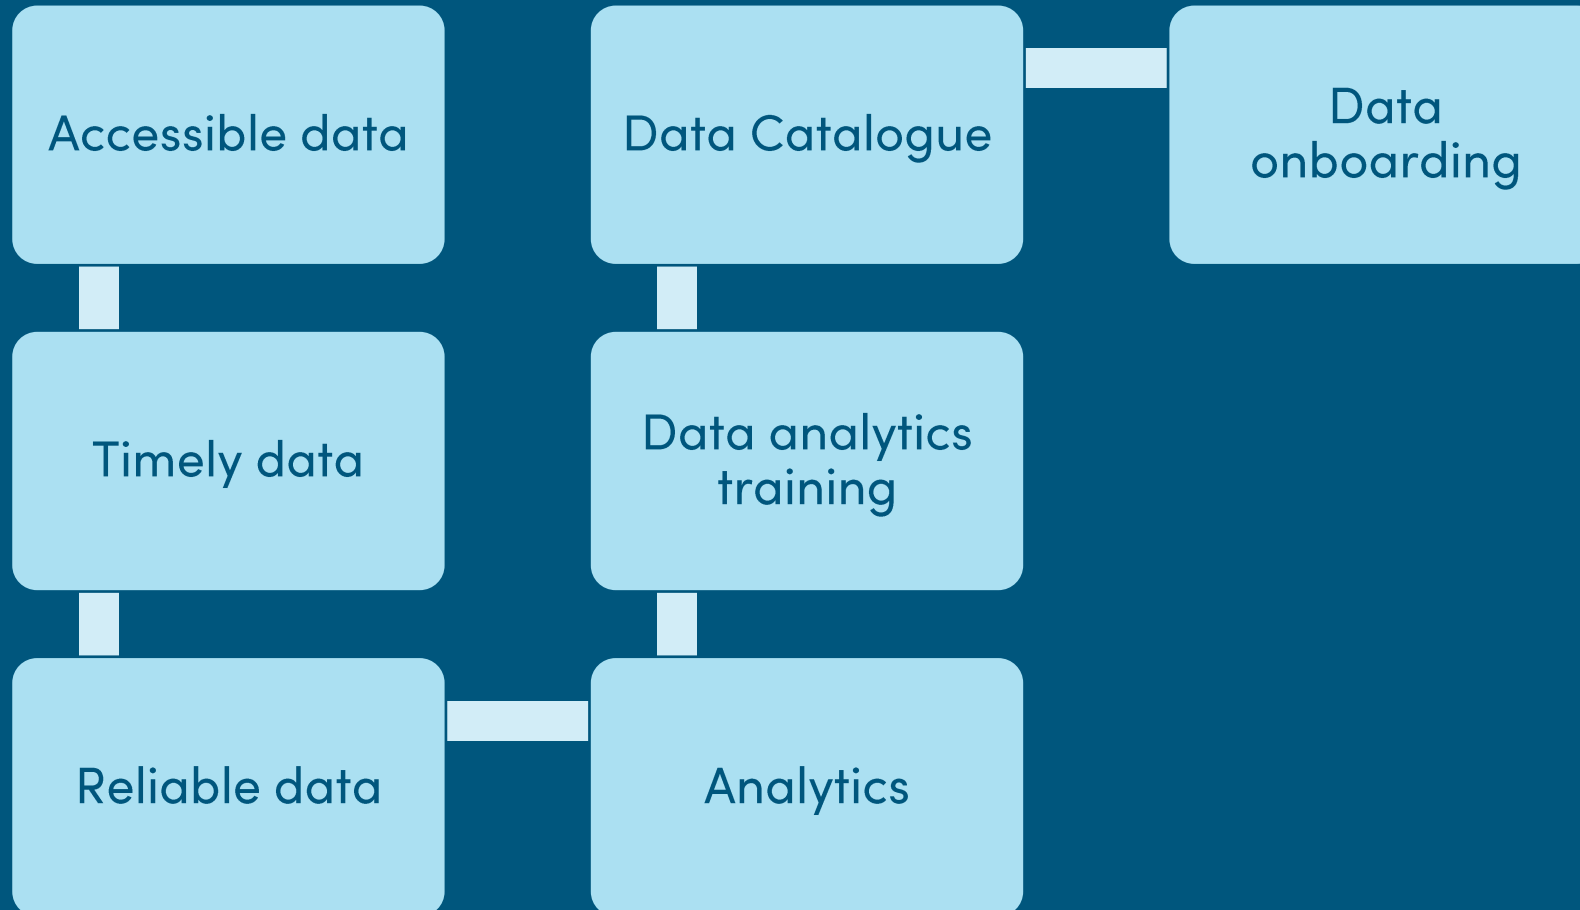 Accessible data
Timely data
Reliable data
Analytics
Data analytics
training
Data Catalogue
Data
onboarding